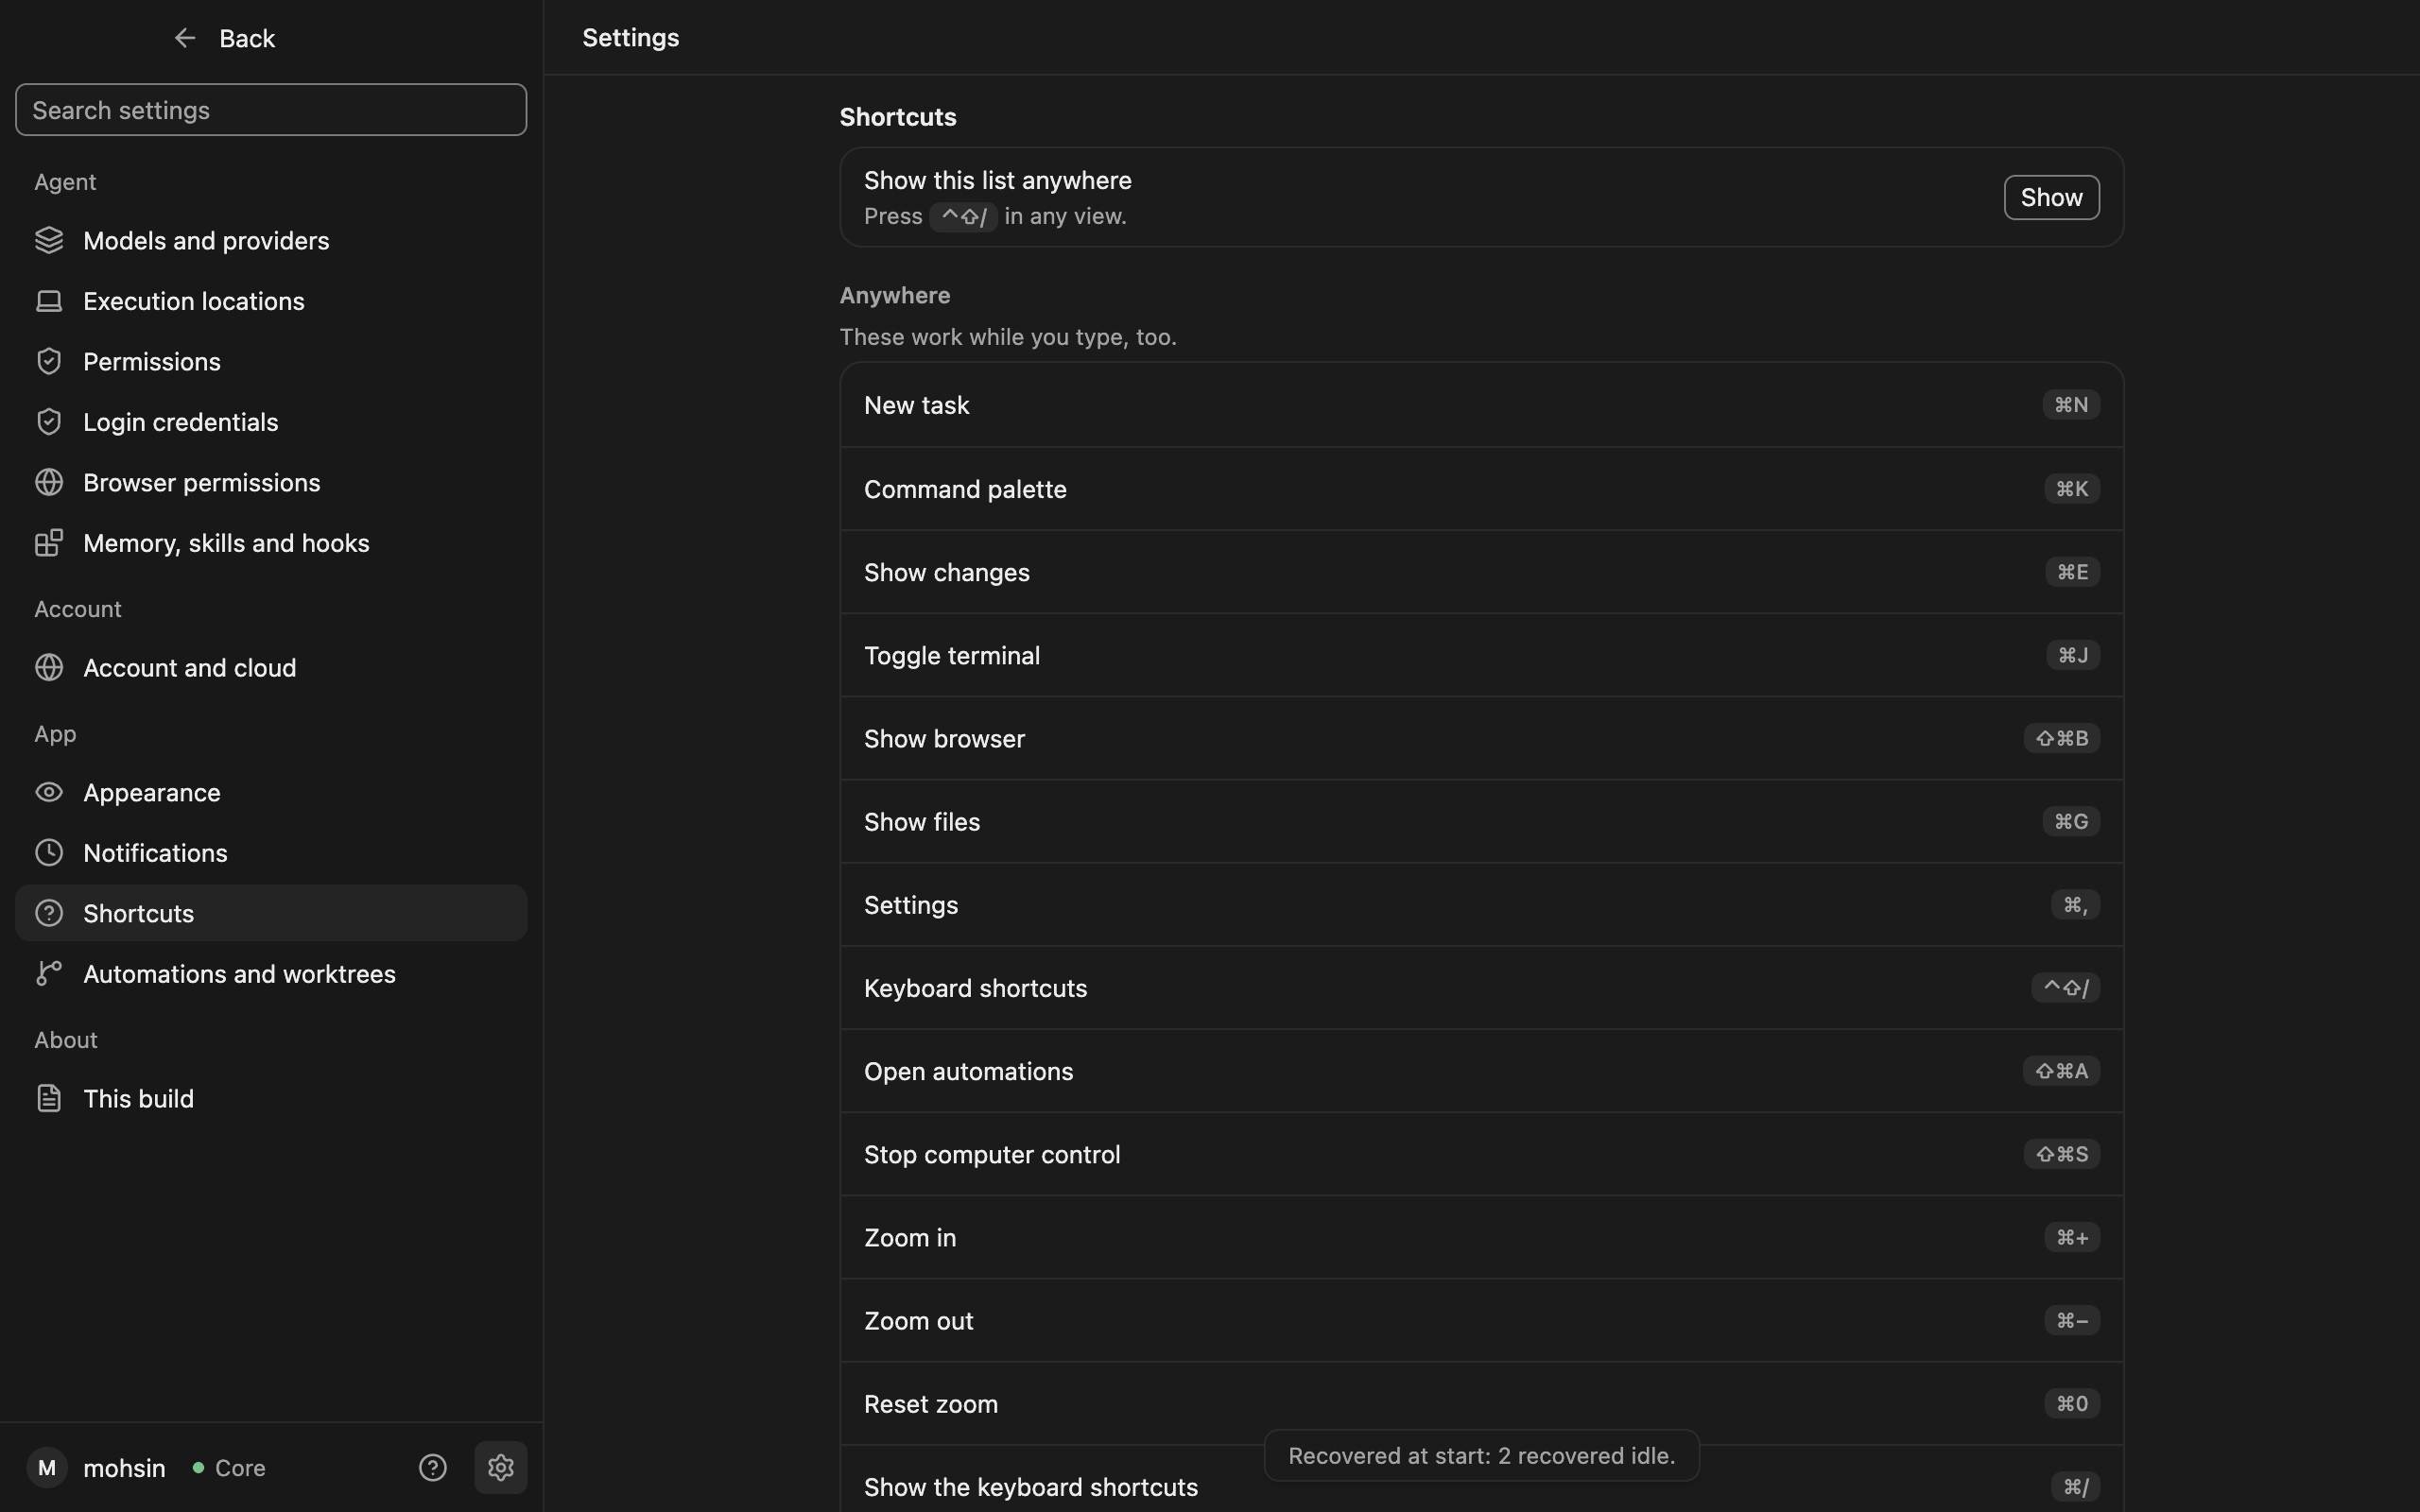 Back
Search settings
Agent
Models and providers
Execution locations
Permissions
Login credentials
Browser permissions
Memory, skills and hooks
Account
Account and cloud
App
Appearance
Notifications
Shortcuts
Automations and worktrees
About
This build
M mohsin Core
Settings
Shortcuts
Show this list anywhere
Press ⌃⇧/ in any view.
Show
Anywhere
These work while you type, too.
New task ⌘N
Command palette ⌘K
Show changes ⌘E
Toggle terminal ⌘J
Show browser ⇧⌘B
Show files ⌘G
Settings ⌘,
Keyboard shortcuts ⌃⇧/
Open automations ⇧⌘A
Stop computer control ⇧⌘S
Zoom in ⌘+
Zoom out ⌘−
Reset zoom ⌘0
Recovered at start: 2 recovered idle.
Show the keyboard shortcuts ⌘/